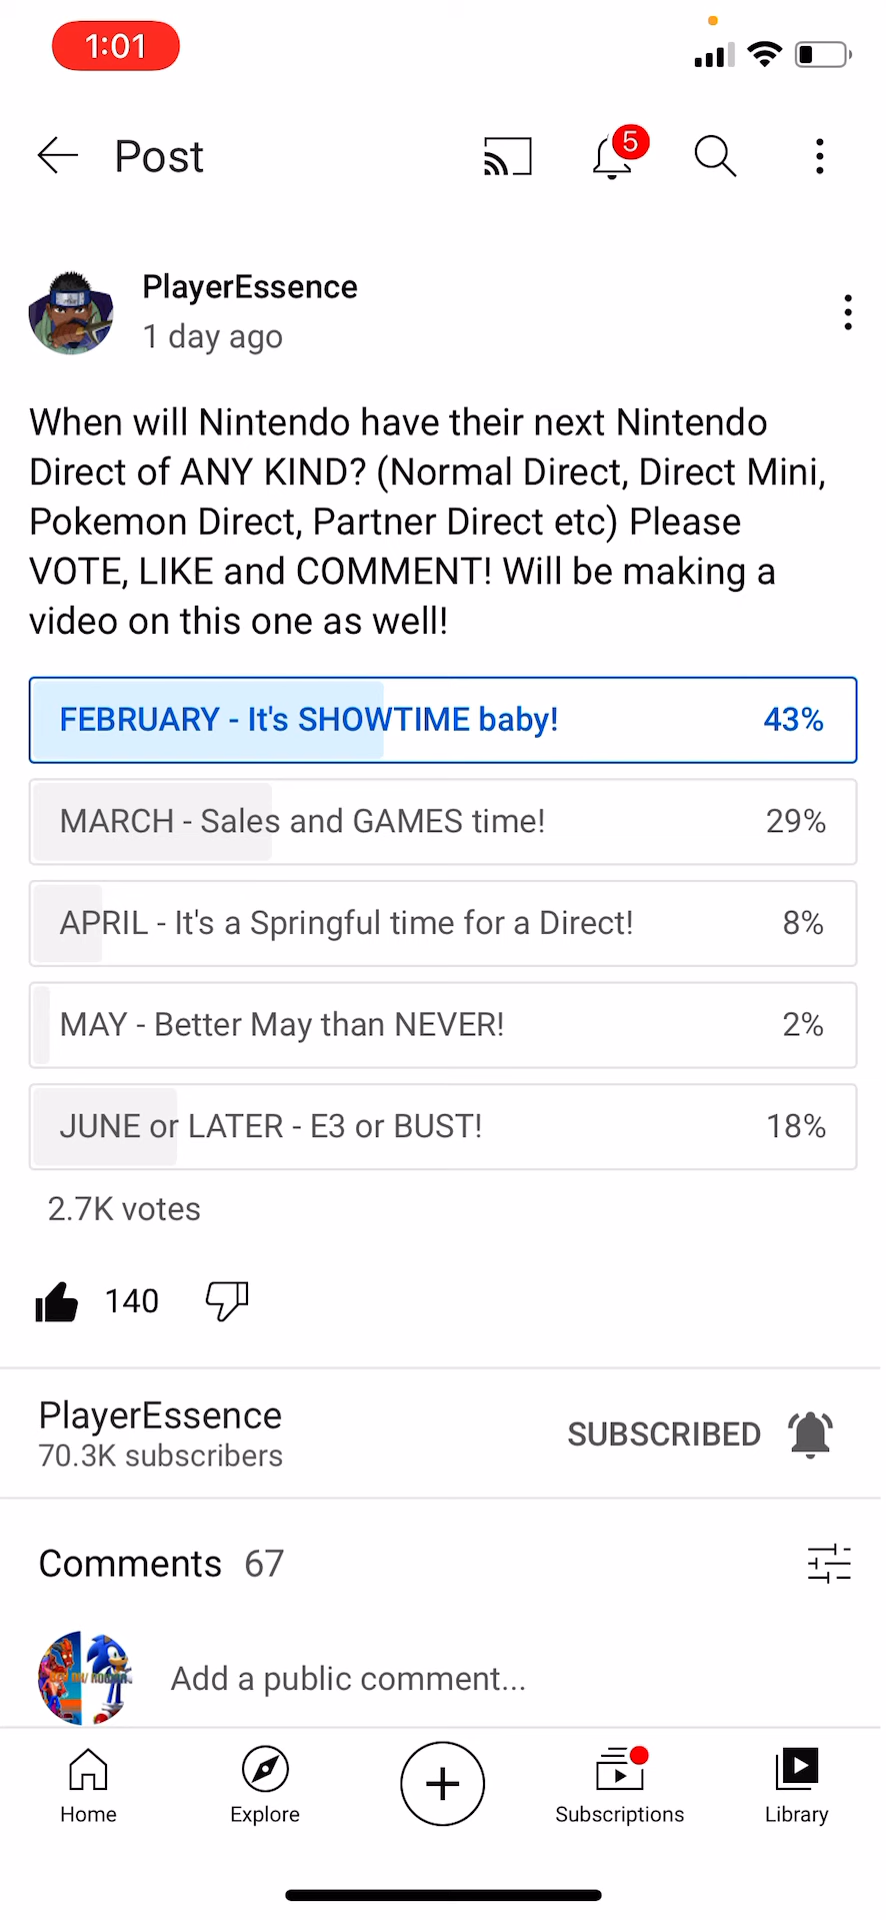 1:01
Post
5
PlayerEssence
1 day ago
When will Nintendo have their next Nintendo
Direct of ANY KIND? (Normal Direct, Direct Mini,
Pokemon Direct, Partner Direct etc) Please
VOTE, LIKE and COMMENT! Will be making a
video on this one as well!
FEBRUARY - It's SHOWTIME baby! 43%
MARCH - Sales and GAMES time! 29%
APRIL - It's a Springful time for a Direct! 8%
MAY - Better May than NEVER! 2%
JUNE or LATER - E3 or BUST! 18%
2.7K votes
140
PlayerEssence
70.3K subscribers
SUBSCRIBED
Comments 67
Add a public comment...
Home Explore Subscriptions Library